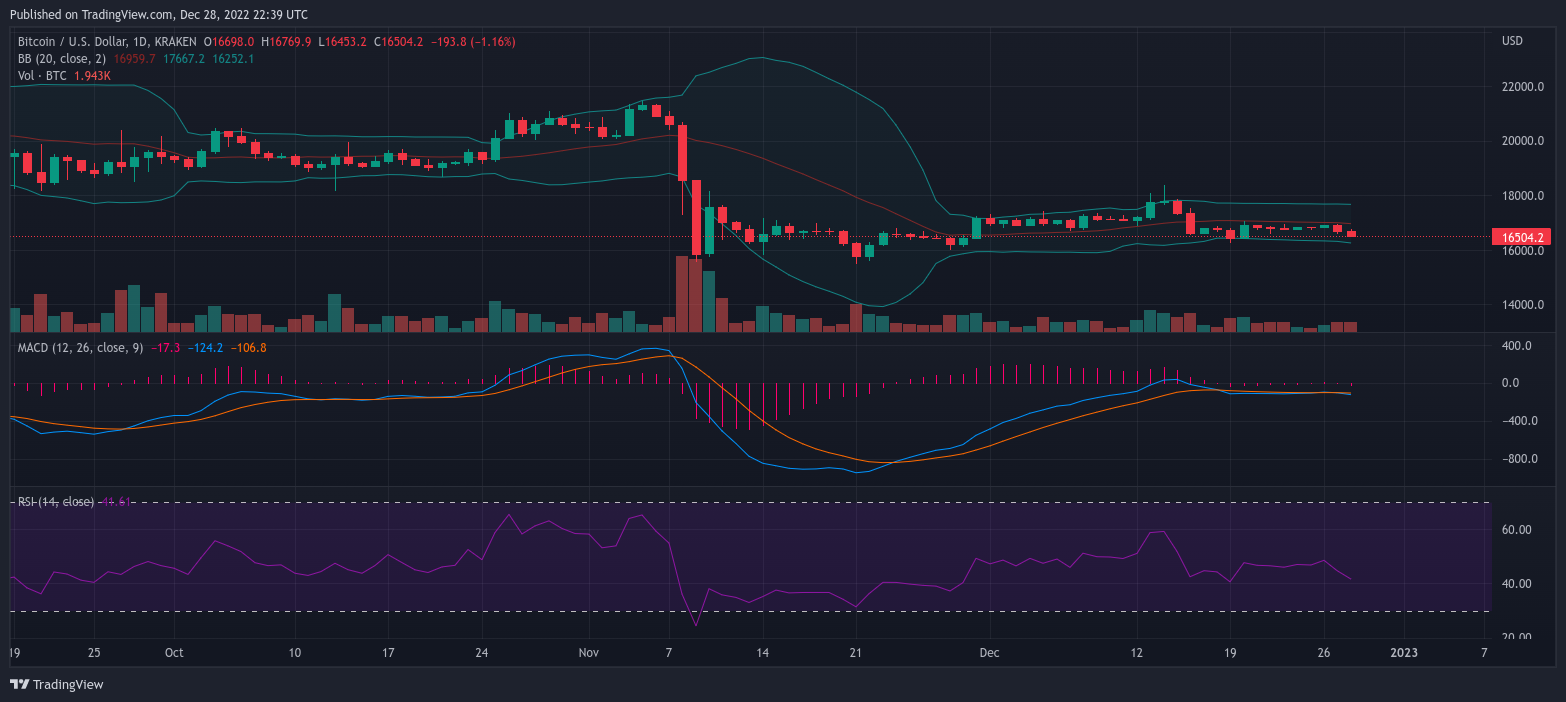 Published on TradingView.com, Dec 28, 2022 22:39 UTC
Bitcoin / U.S. Dollar, 1D, KRAKEN O16698.0 H16769.9 L16453.2 C16504.2 −193.8 (−1.16%)
BB (20, close, 2) 16959.7 17667.2 16252.1
Vol · BTC 1.943K
USD
22000.0
20000.0
18000.0
16504.2
16000.0
14000.0
MACD (12, 26, close, 9) −17.3 −124.2 −106.8
400.0
0.0
−400.0
−800.0
RSI (14, close) 41.61
60.00
40.00
20.00
19 25 Oct 10 17 24 Nov 7 14 21 Dec 12 19 26 2023 7
TradingView